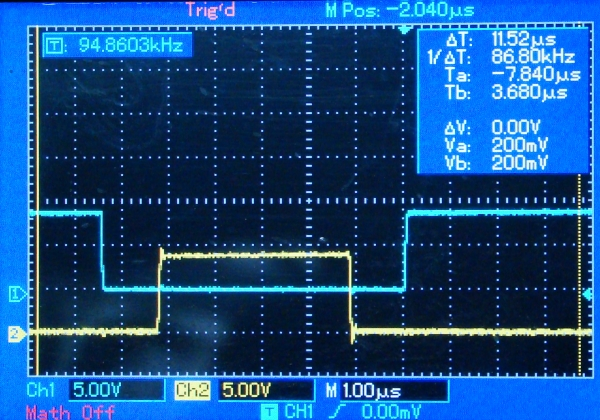 Trig'd M Pos: -2.040µs
T: 94.8603kHz
ΔT: 11.52µs
1/ΔT: 86.80kHz
Ta: -7.840µs
Tb: 3.680µs
ΔV: 0.00V
Va: 200mV
Vb: 200mV
1
2
Ch1 5.00V Ch2 5.00V M 1.00µs
Math Off T CH1 0.00mV